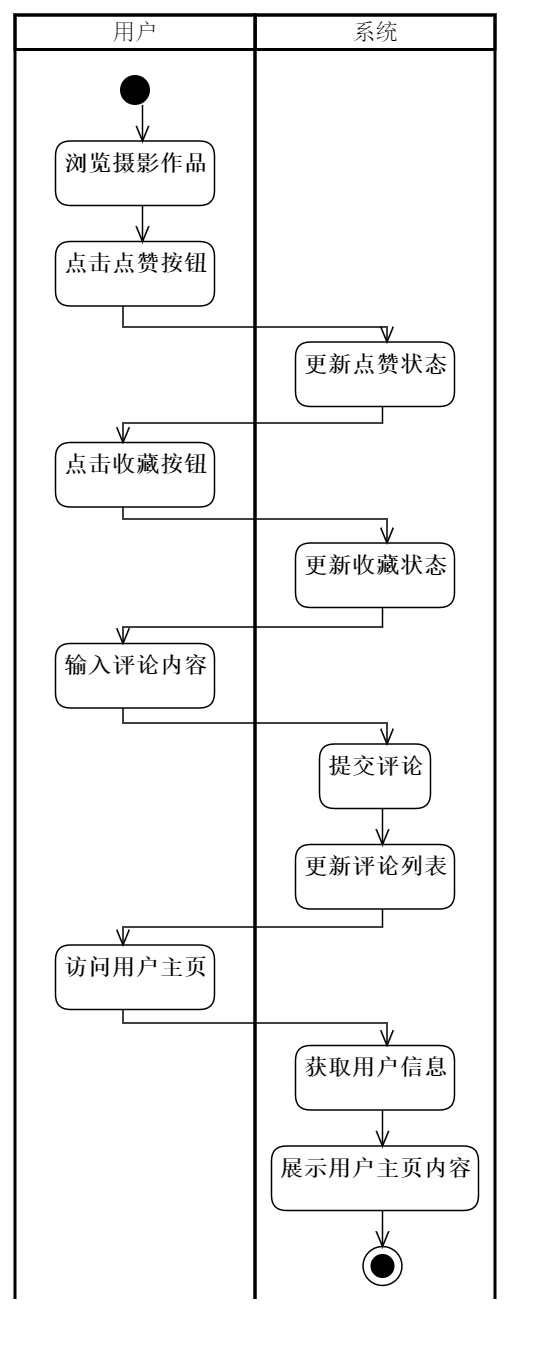 用户
系统
浏览摄影作品
点击点赞按钮
更新点赞状态
点击收藏按钮
更新收藏状态
输入评论内容
提交评论
更新评论列表
访问用户主页
获取用户信息
展示用户主页内容